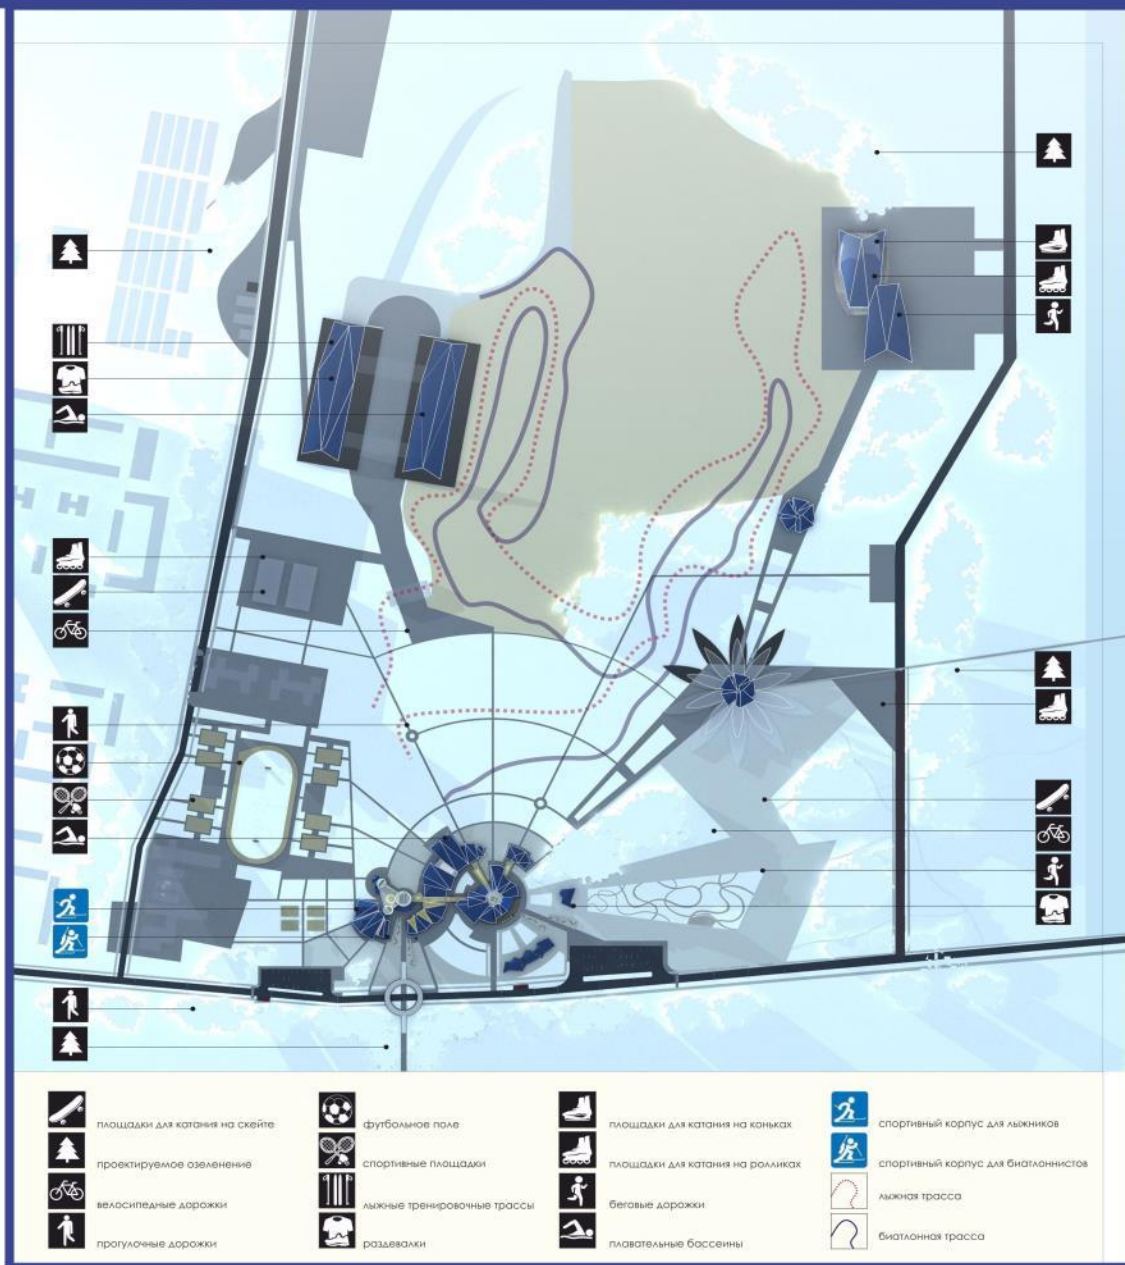 площадки для катания на скейте
проектируемое озеленение
велосипедные дорожки
прогулочные дорожки
футбольное поле
спортивные площадки
лыжные тренировочные трассы
раздевалки
площадки для катания на коньках
площадки для катания на роликах
беговые дорожки
плавательные бассейны
спортивный корпус для лыжников
спортивный корпус для биатлоннистов
лыжная трасса
биатлонная трасса